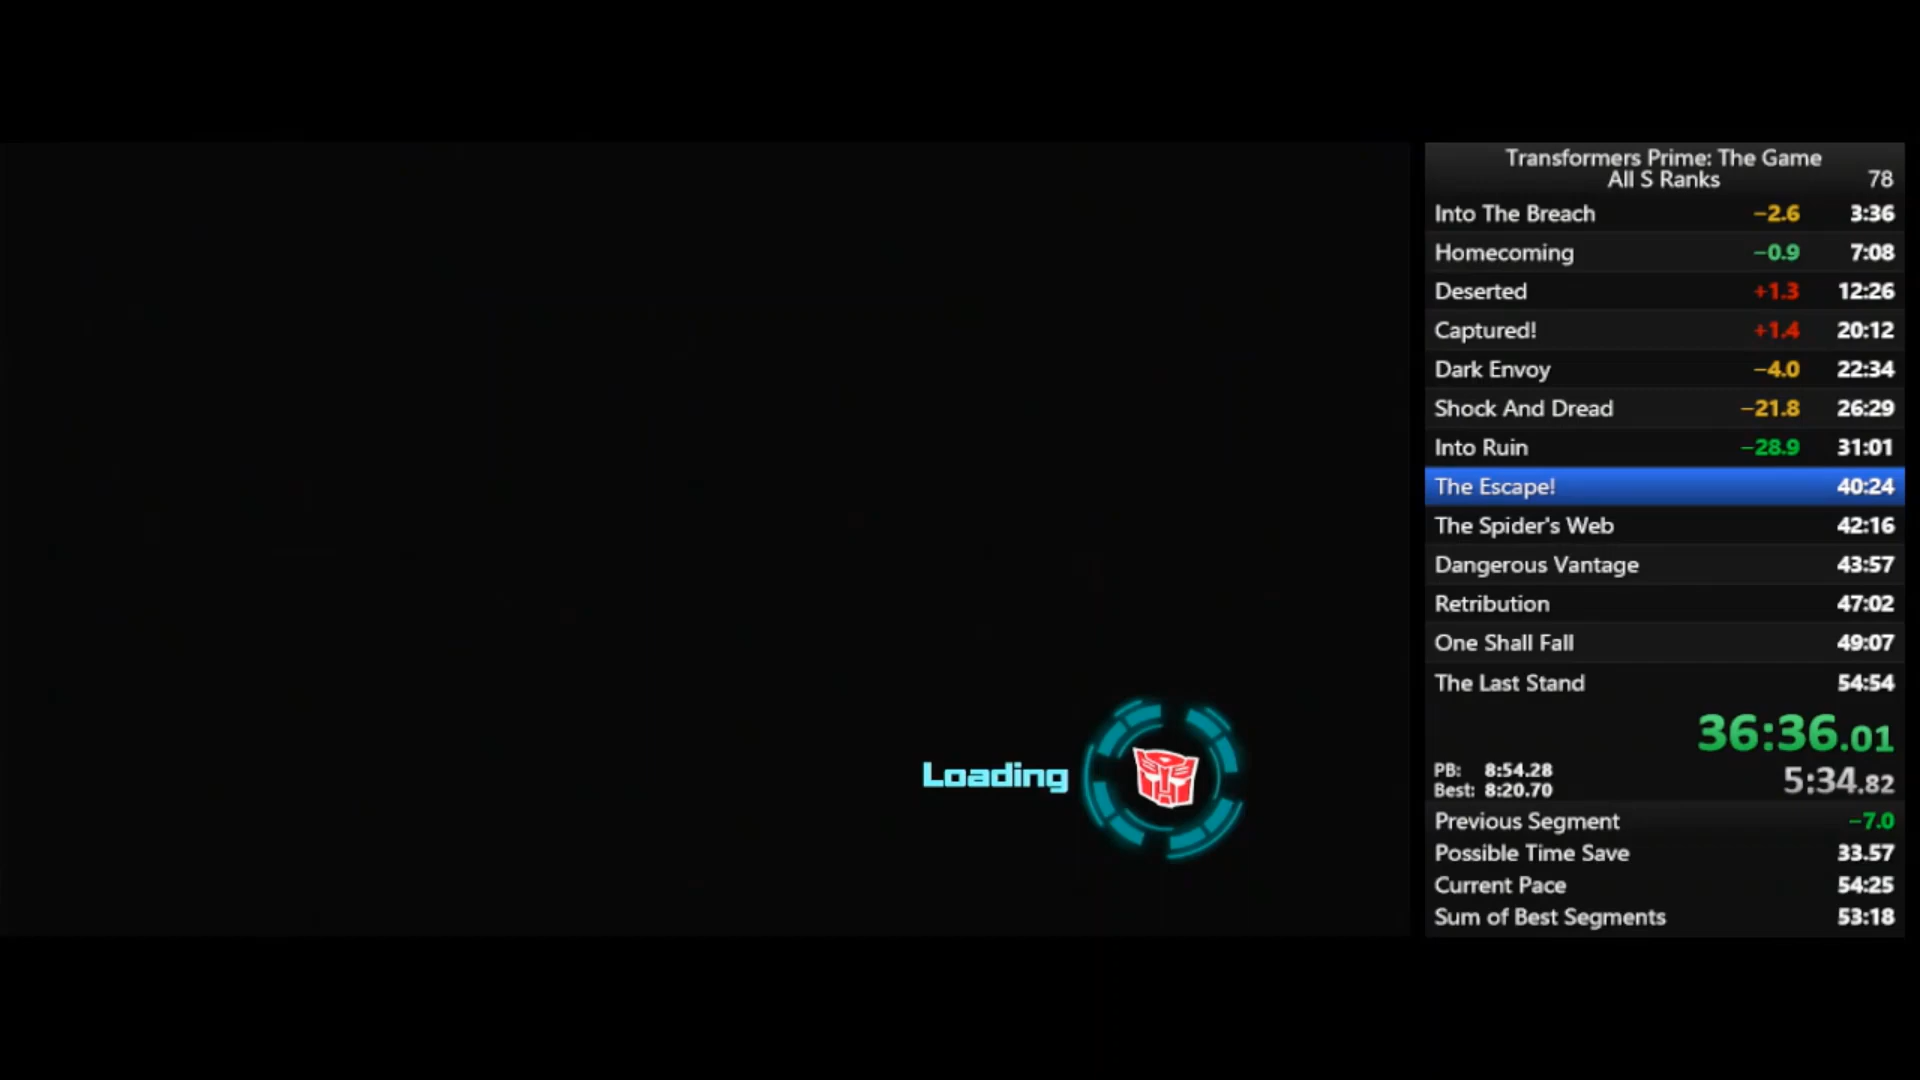 Transformers Prime: The Game
All S Ranks 78
Into The Breach −2.6 3:36
Homecoming −0.9 7:08
Deserted +1.3 12:26
Captured! +1.4 20:12
Dark Envoy −4.0 22:34
Shock And Dread −21.8 26:29
Into Ruin −28.9 31:01
The Escape! 40:24
The Spider's Web 42:16
Dangerous Vantage 43:57
Retribution 47:02
One Shall Fall 49:07
The Last Stand 54:54
36:36.01
PB: 8:54.28
Best: 8:20.70
5:34.82
Previous Segment −7.0
Possible Time Save 33.57
Current Pace 54:25
Sum of Best Segments 53:18
Loading